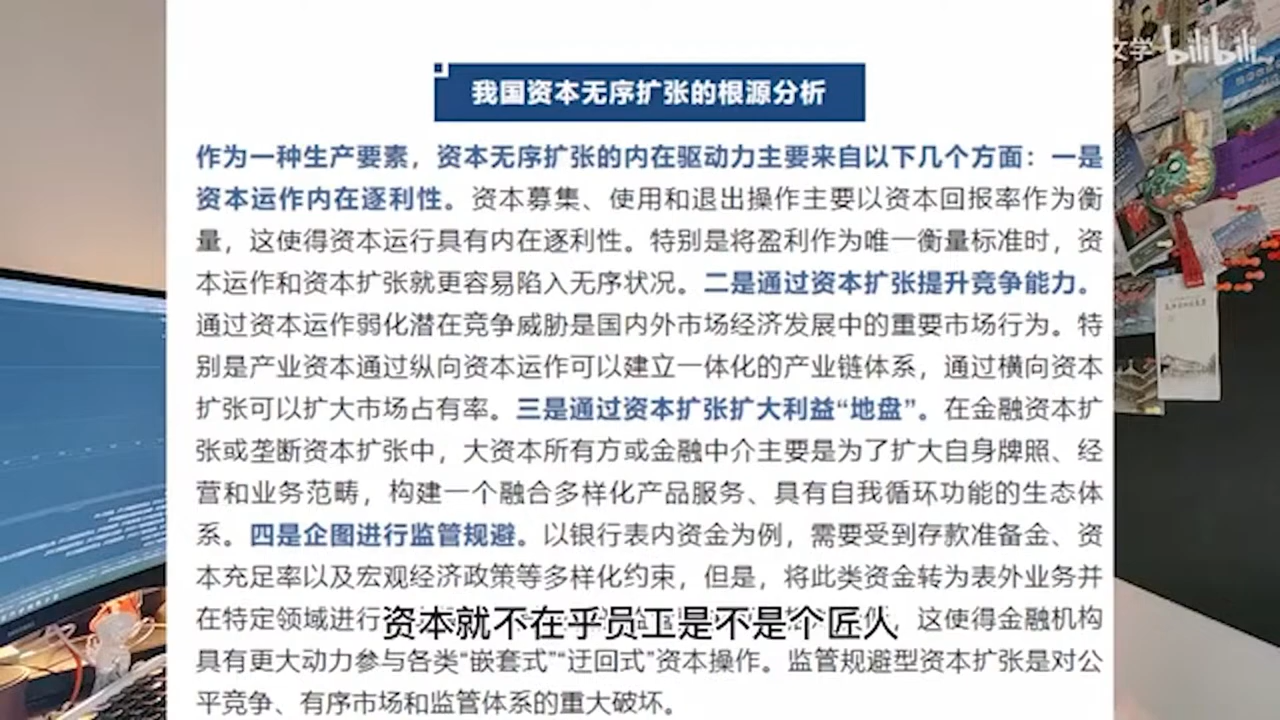 文学 bilibili
我国资本无序扩张的根源分析
作为一种生产要素，资本无序扩张的内在驱动力主要来自以下几个方面：一是
资本运作内在逐利性。资本募集、使用和退出操作主要以资本回报率作为衡
量，这使得资本运行具有内在逐利性。特别是将盈利作为唯一衡量标准时，资
本运作和资本扩张就更容易陷入无序状况。二是通过资本扩张提升竞争能力。
通过资本运作弱化潜在竞争威胁是国内外市场经济发展中的重要市场行为。特
别是产业资本通过纵向资本运作可以建立一体化的产业链体系，通过横向资本
扩张可以扩大市场占有率。三是通过资本扩张扩大利益“地盘”。在金融资本扩
张或垄断资本扩张中，大资本所有方或金融中介主要是为了扩大自身牌照、经
营和业务范畴，构建一个融合多样化产品服务、具有自我循环功能的生态体
系。四是企图进行监管规避。以银行表内资金为例，需要受到存款准备金、资
本充足率以及宏观经济政策等多样化约束，但是，将此类资金转为表外业务并
在特定领域进行 ，这使得金融机构
资本就不在乎员工是不是个匠人
具有更大动力参与各类“嵌套式”“迂回式”资本操作。监管规避型资本扩张是对公
平竞争、有序市场和监管体系的重大破坏。